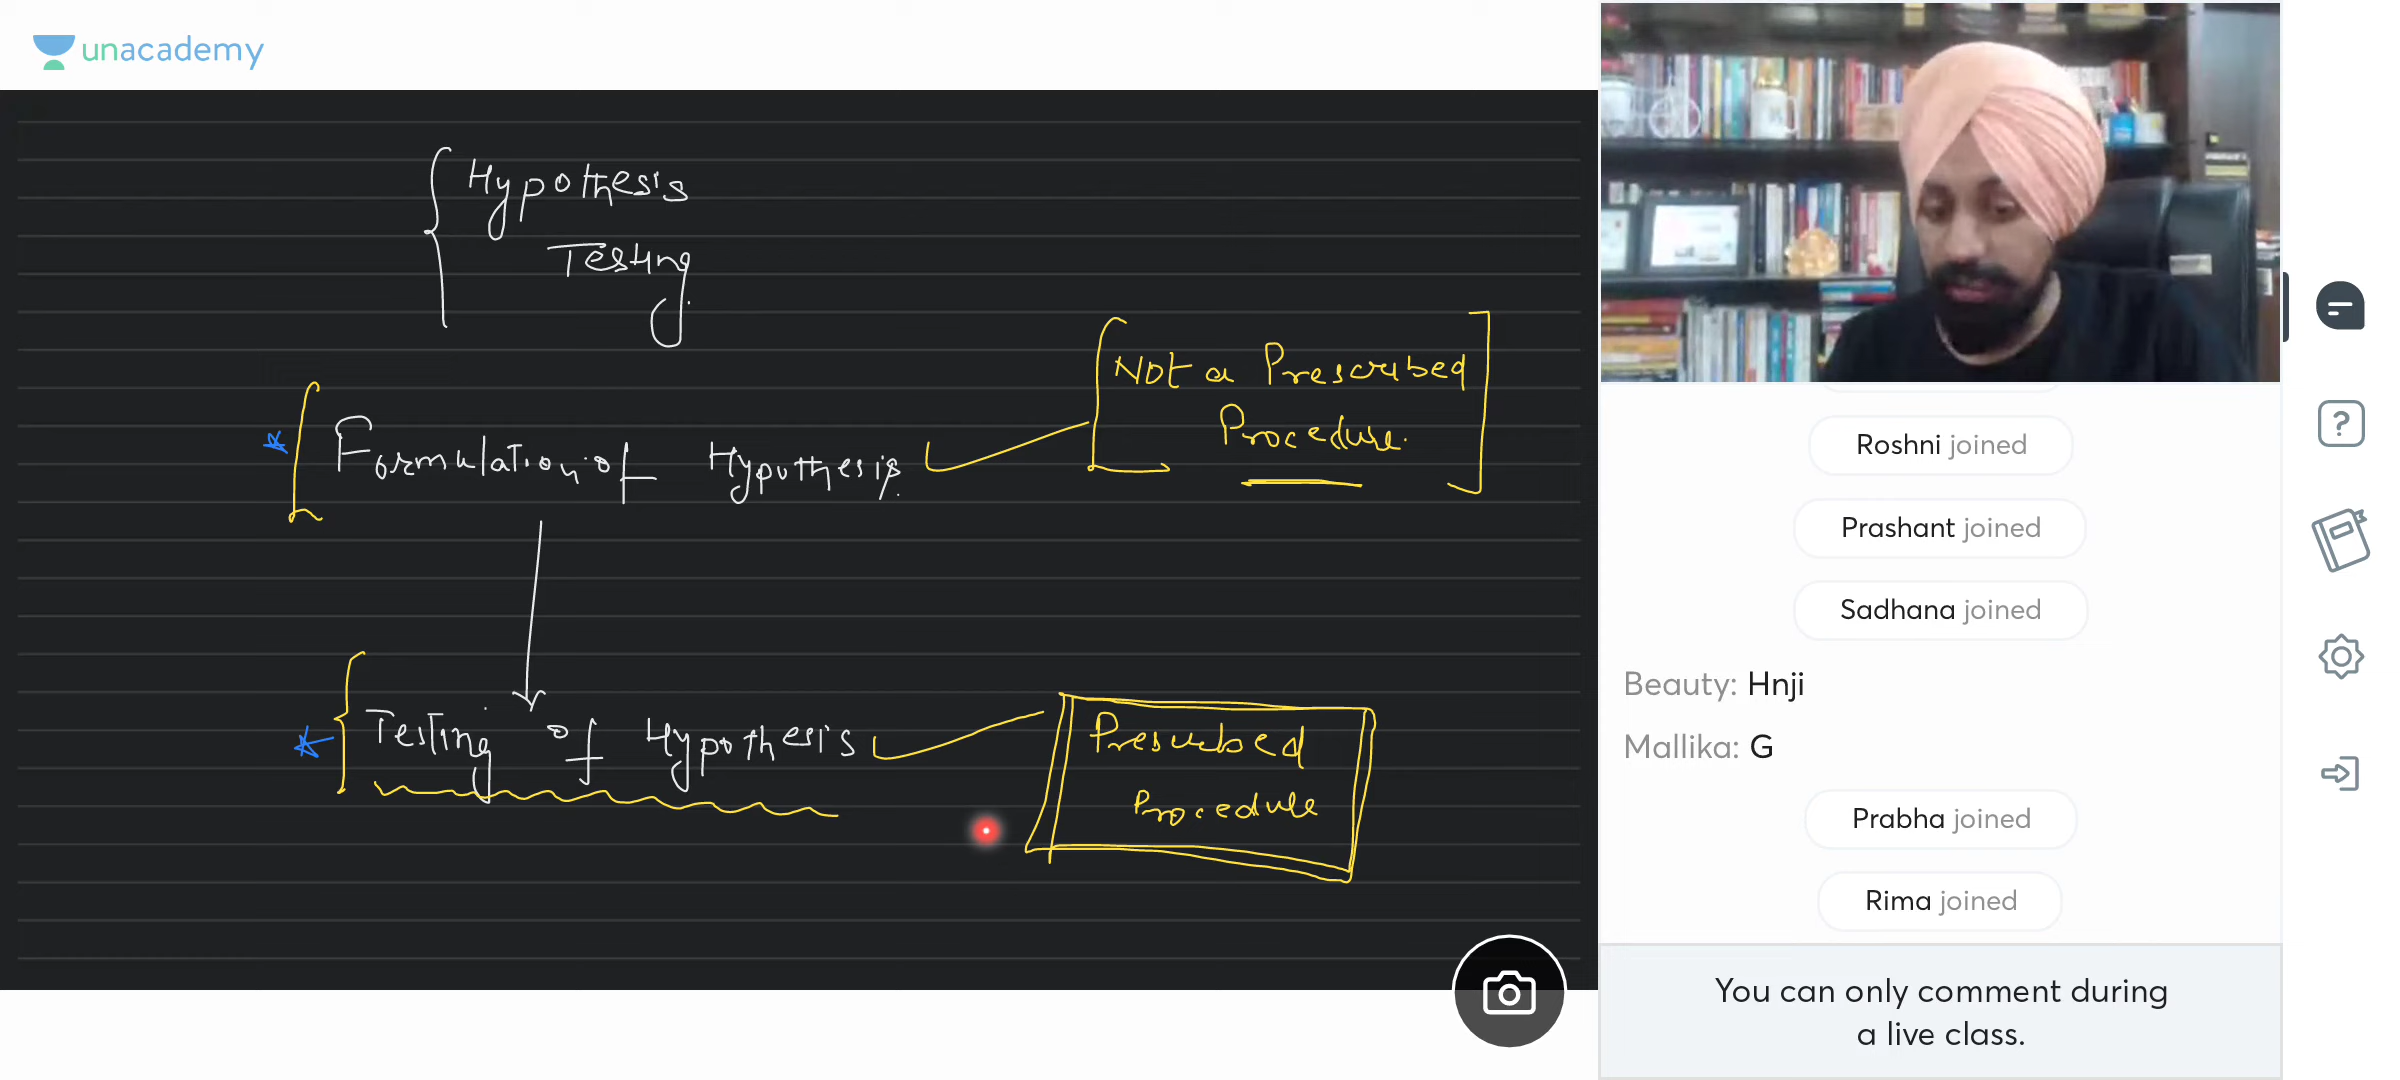 unacademy
Hypothesis
Testing
Not a Prescribed
Procedure.
Formulation of Hypothesis.
Testing of Hypothesis
Prescribed
Procedure
Roshni joined
Prashant joined
Sadhana joined
Beauty: Hnji
Mallika: G
Prabha joined
Rima joined
You can only comment during
a live class.
?